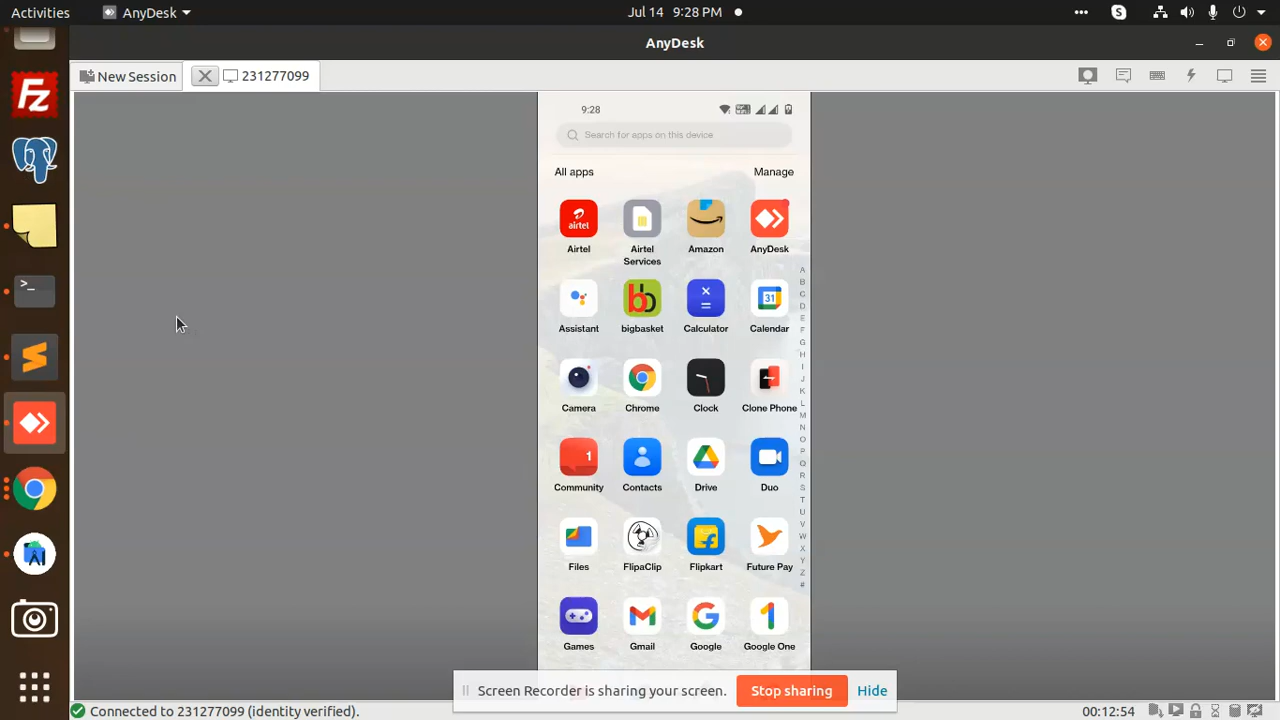 Activities AnyDesk Jul 14 9:28 PM
AnyDesk
New Session 231277099
9:28
Search for apps on this device
All apps Manage
airtel
Airtel Airtel Services Amazon AnyDesk
31
Assistant bigbasket Calculator Calendar
Camera Chrome Clock Clone Phone
1
Community Contacts Drive Duo
Files FlipaClip Flipkart Future Pay
Games Gmail Google Google One
A
B
C
D
E
F
G
H
I
J
K
L
M
N
O
P
Q
R
S
T
U
V
W
X
Y
Z
#
Screen Recorder is sharing your screen. Stop sharing Hide
Connected to 231277099 (identity verified). 00:12:54